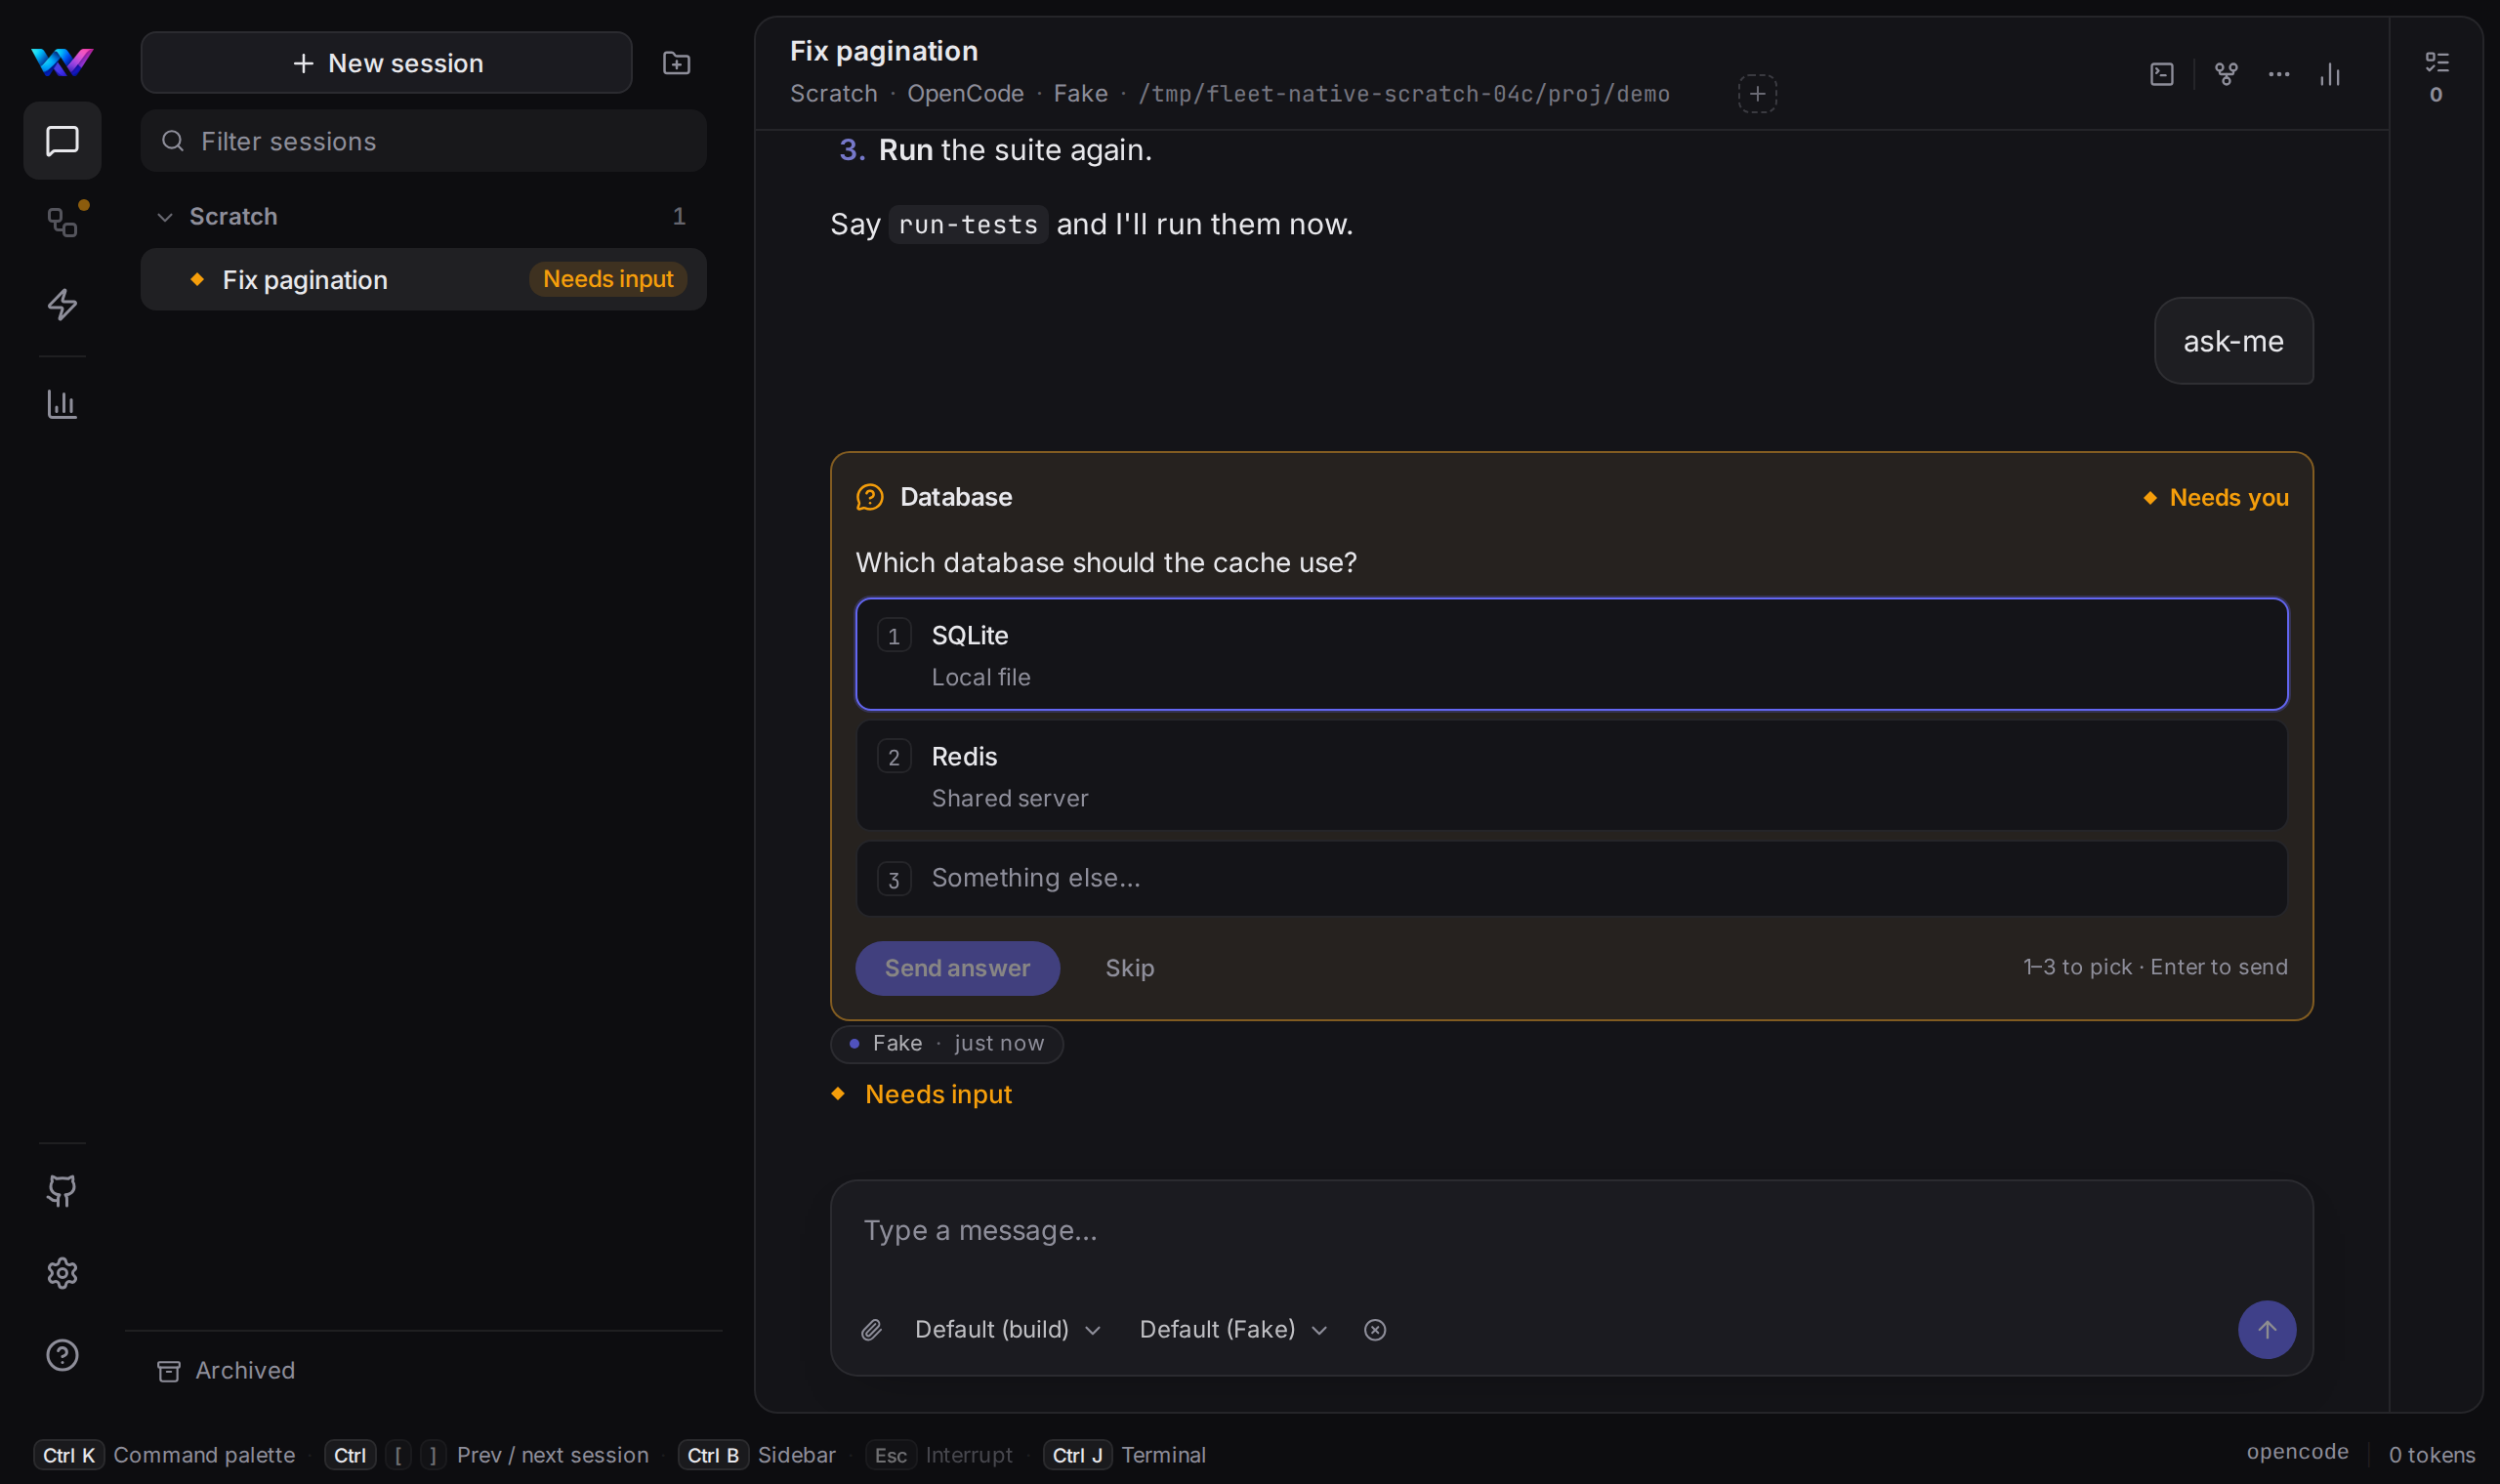 New session
Filter sessions
Scratch 1
Fix pagination Needs input
Archived
Fix pagination
Scratch · OpenCode · Fake · /tmp/fleet-native-scratch-04c/proj/demo
0
3. Run the suite again.
Say run-tests and I'll run them now.
ask-me
Database Needs you
Which database should the cache use?
1 SQLite
Local file
2 Redis
Shared server
3 Something else...
Send answer Skip 1–3 to pick · Enter to send
Fake · just now
Needs input
Type a message...
Default (build) Default (Fake)
Ctrl K Command palette · Ctrl [ ] Prev / next session · Ctrl B Sidebar · Esc Interrupt · Ctrl J Terminal opencode 0 tokens